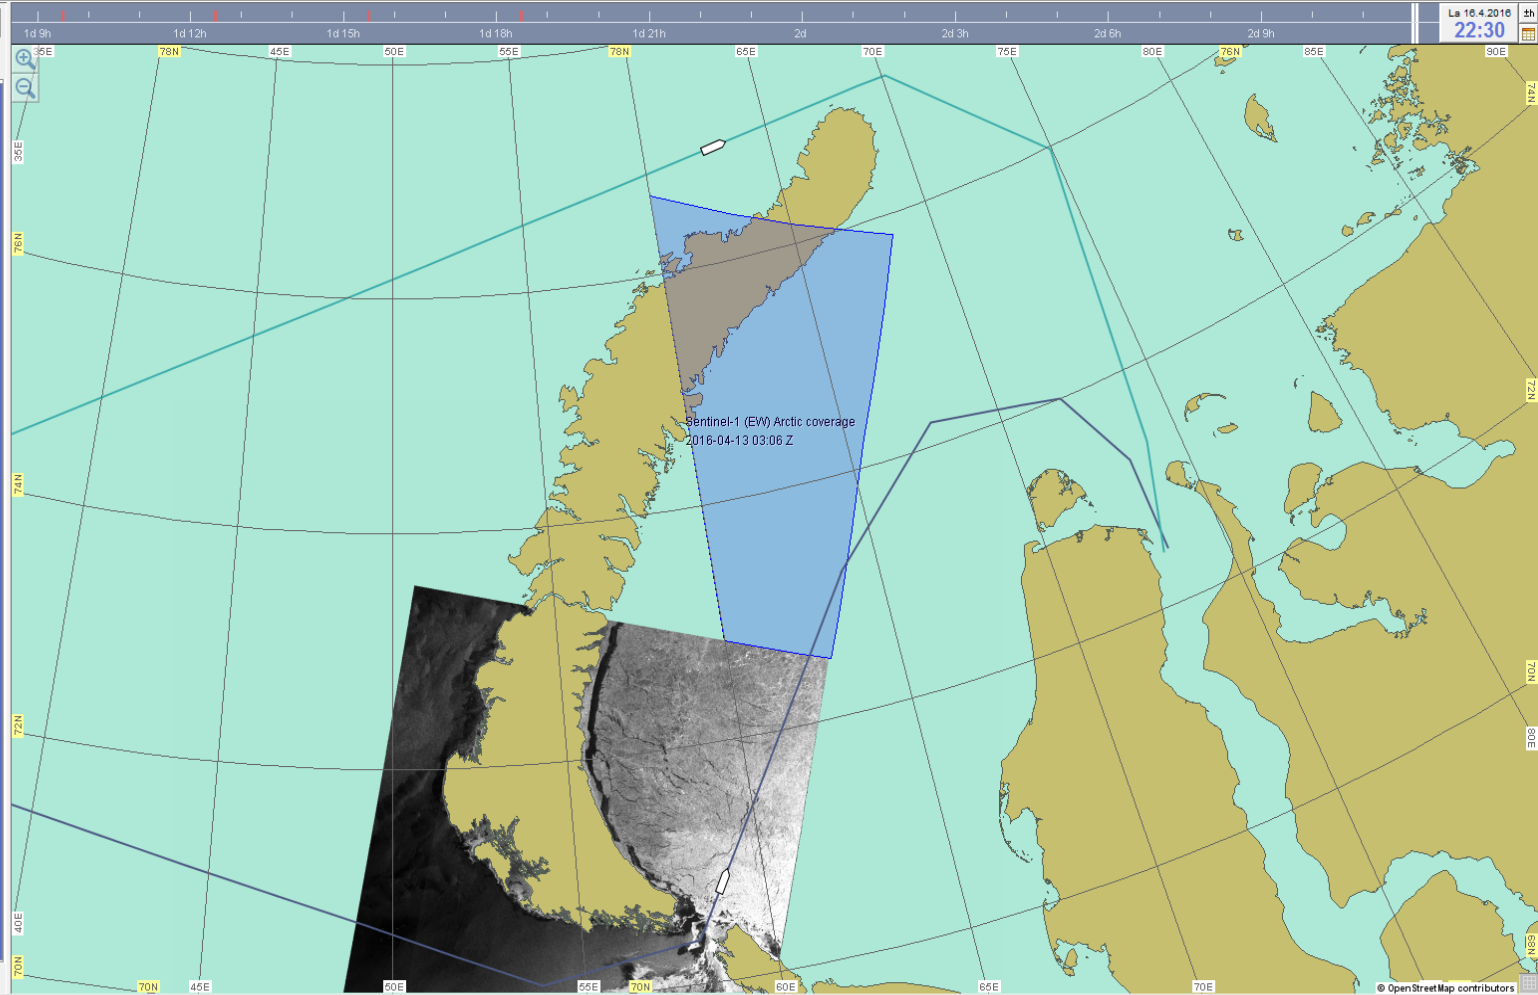 1d 9h 1d 12h 1d 15h 1d 18h 1d 21h 2d 2d 3h 2d 6h 2d 9h
La 16.4.2016 ±h
22:30
35E 78N 45E 50E 55E 78N 65E 70E 75E 80E 76N 85E 90E
74N
35E
76N
72N
Sentinel-1 (EW) Arctic coverage
2016-04-13 03:06 Z
74N
70N
72N
80E
40E
68N
70N
70N 45E 50E 55E 70N 60E 65E 70E
© OpenStreetMap contributors